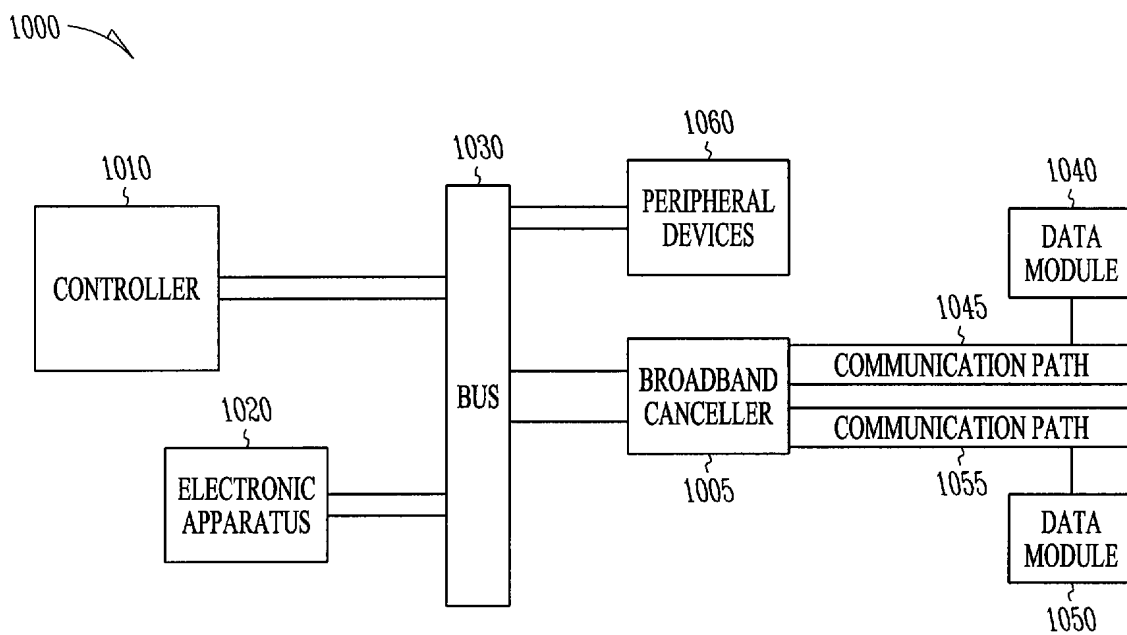 1000
1010
CONTROLLER
1020
ELECTRONIC
APPARATUS
1030
BUS
1060
PERIPHERAL
DEVICES
BROADBAND
CANCELLER
1005
1040
DATA
MODULE
1045
COMMUNICATION PATH
COMMUNICATION PATH
1055
DATA
MODULE
1050